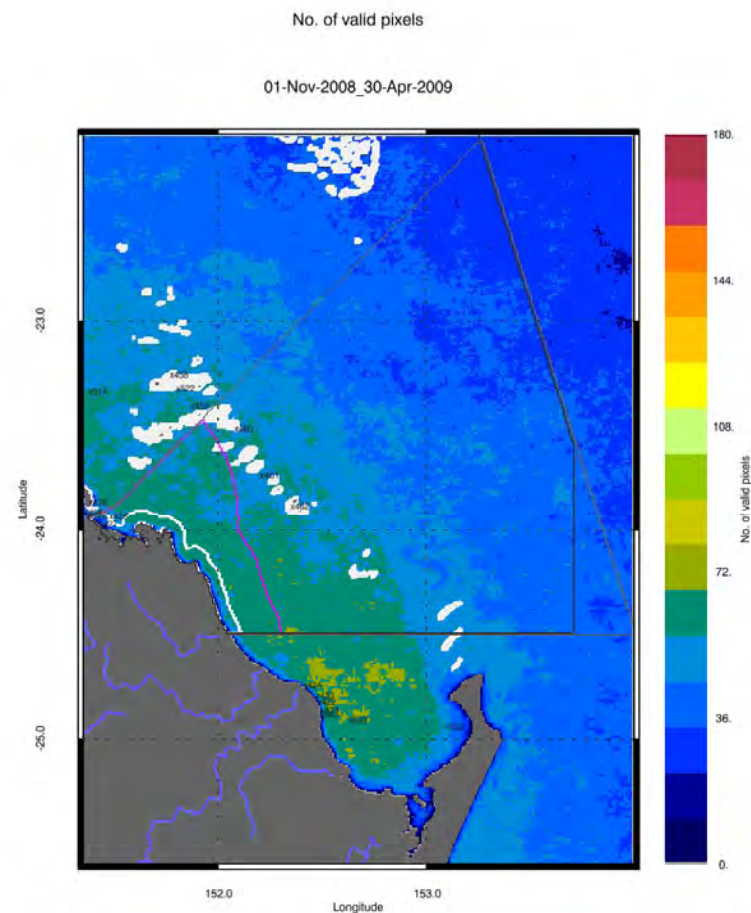 No. of valid pixels
01-Nov-2008_30-Apr-2009
180.
144.
108.
72.
36.
0.
No. of valid pixels
-23.0
-24.0
-25.0
Latitude
152.0
153.0
Longitude